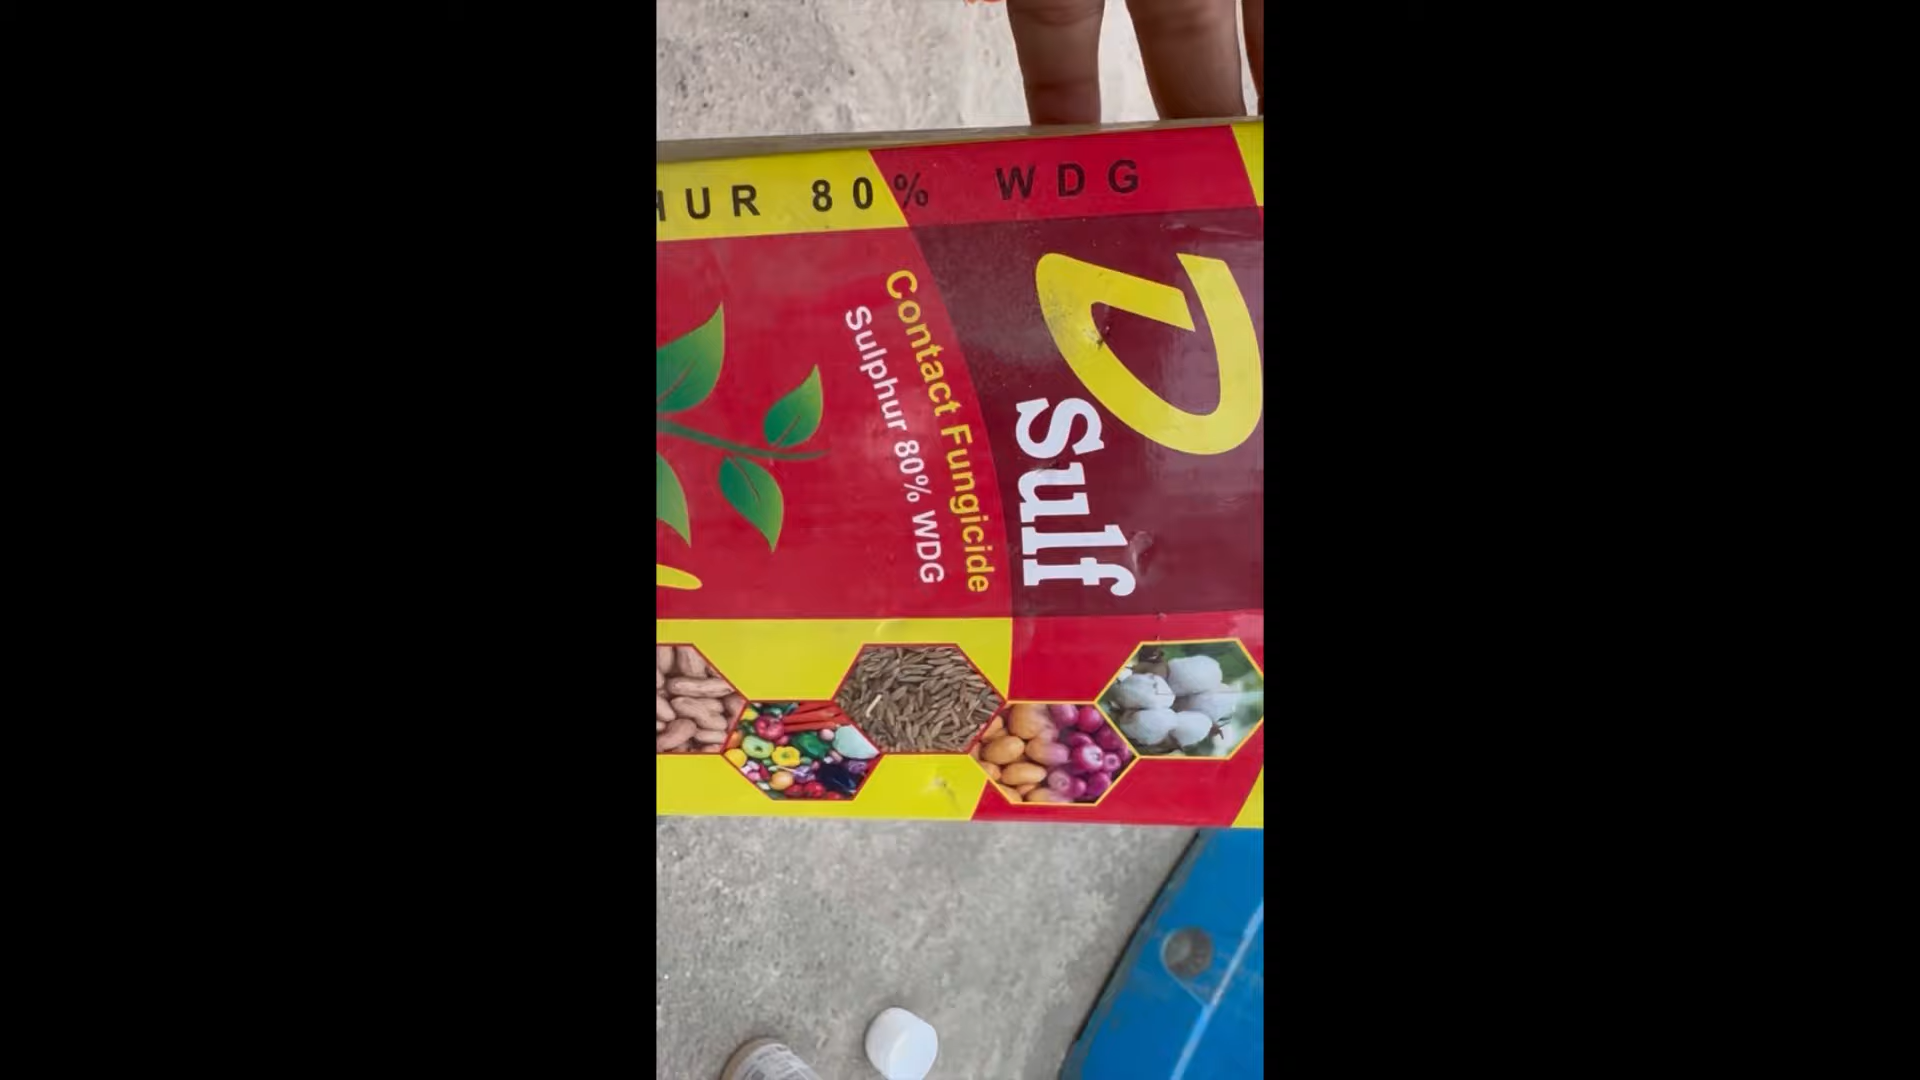 D
Sulf
Contact Fungicide
Sulphur 80% WDG
HUR 80% WDG